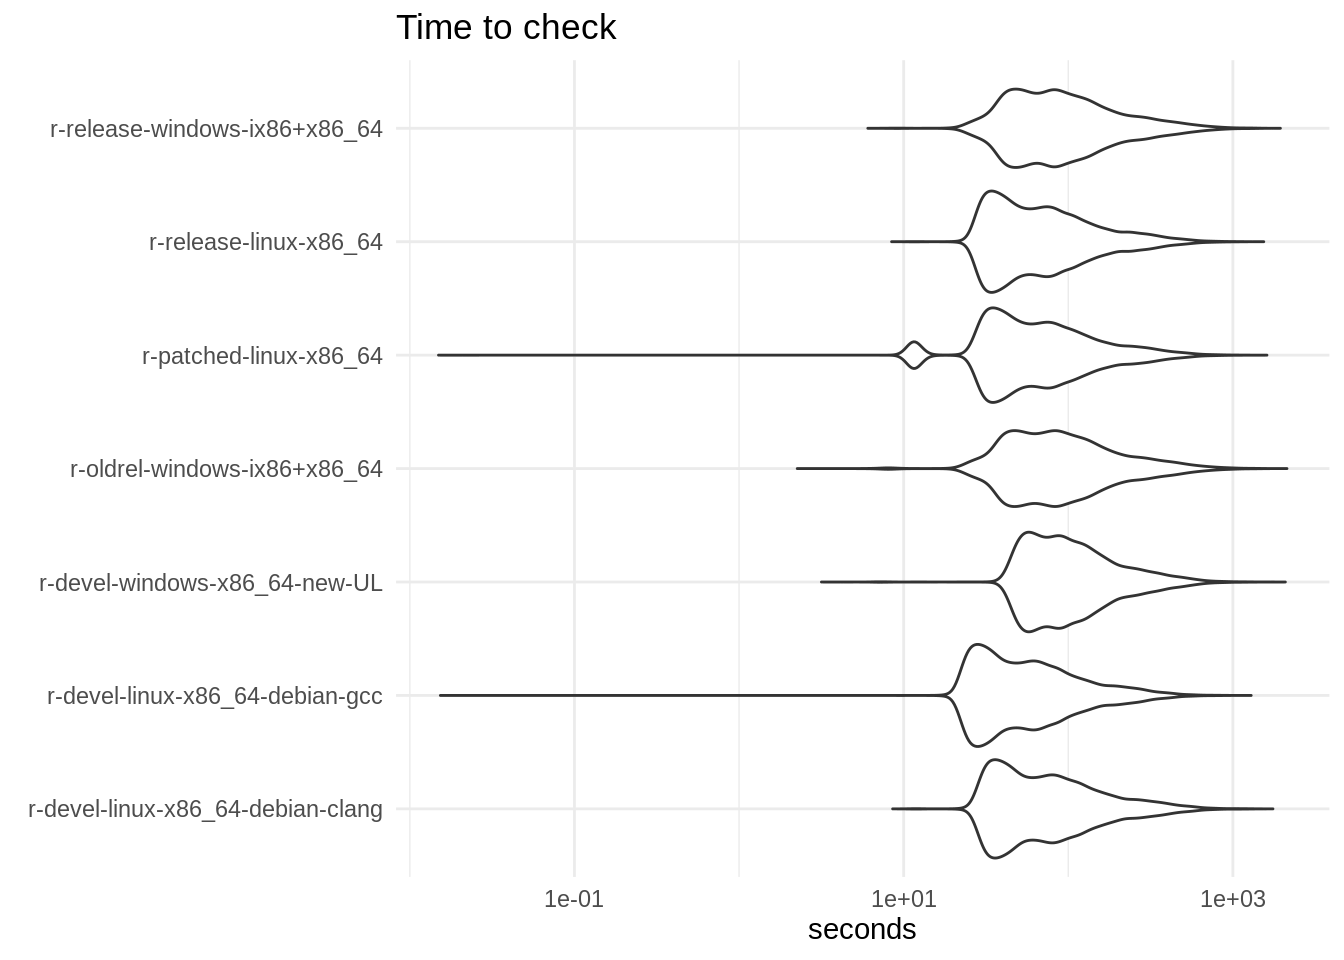 Time to check
r-release-windows-ix86+x86_64
r-release-linux-x86_64
r-patched-linux-x86_64
r-oldrel-windows-ix86+x86_64
r-devel-windows-x86_64-new-UL
r-devel-linux-x86_64-debian-gcc
r-devel-linux-x86_64-debian-clang
1e-01 1e+01 1e+03
seconds